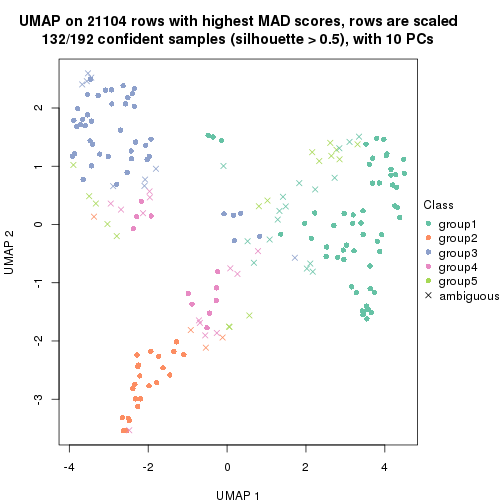 UMAP on 21104 rows with highest MAD scores, rows are scaled
132/192 confident samples (silhouette > 0.5), with 10 PCs
UMAP 2
2
1
0
-1
-2
-3
-4
-2
0
2
4
UMAP 1
Class
group1
group2
group3
group4
group5
ambiguous